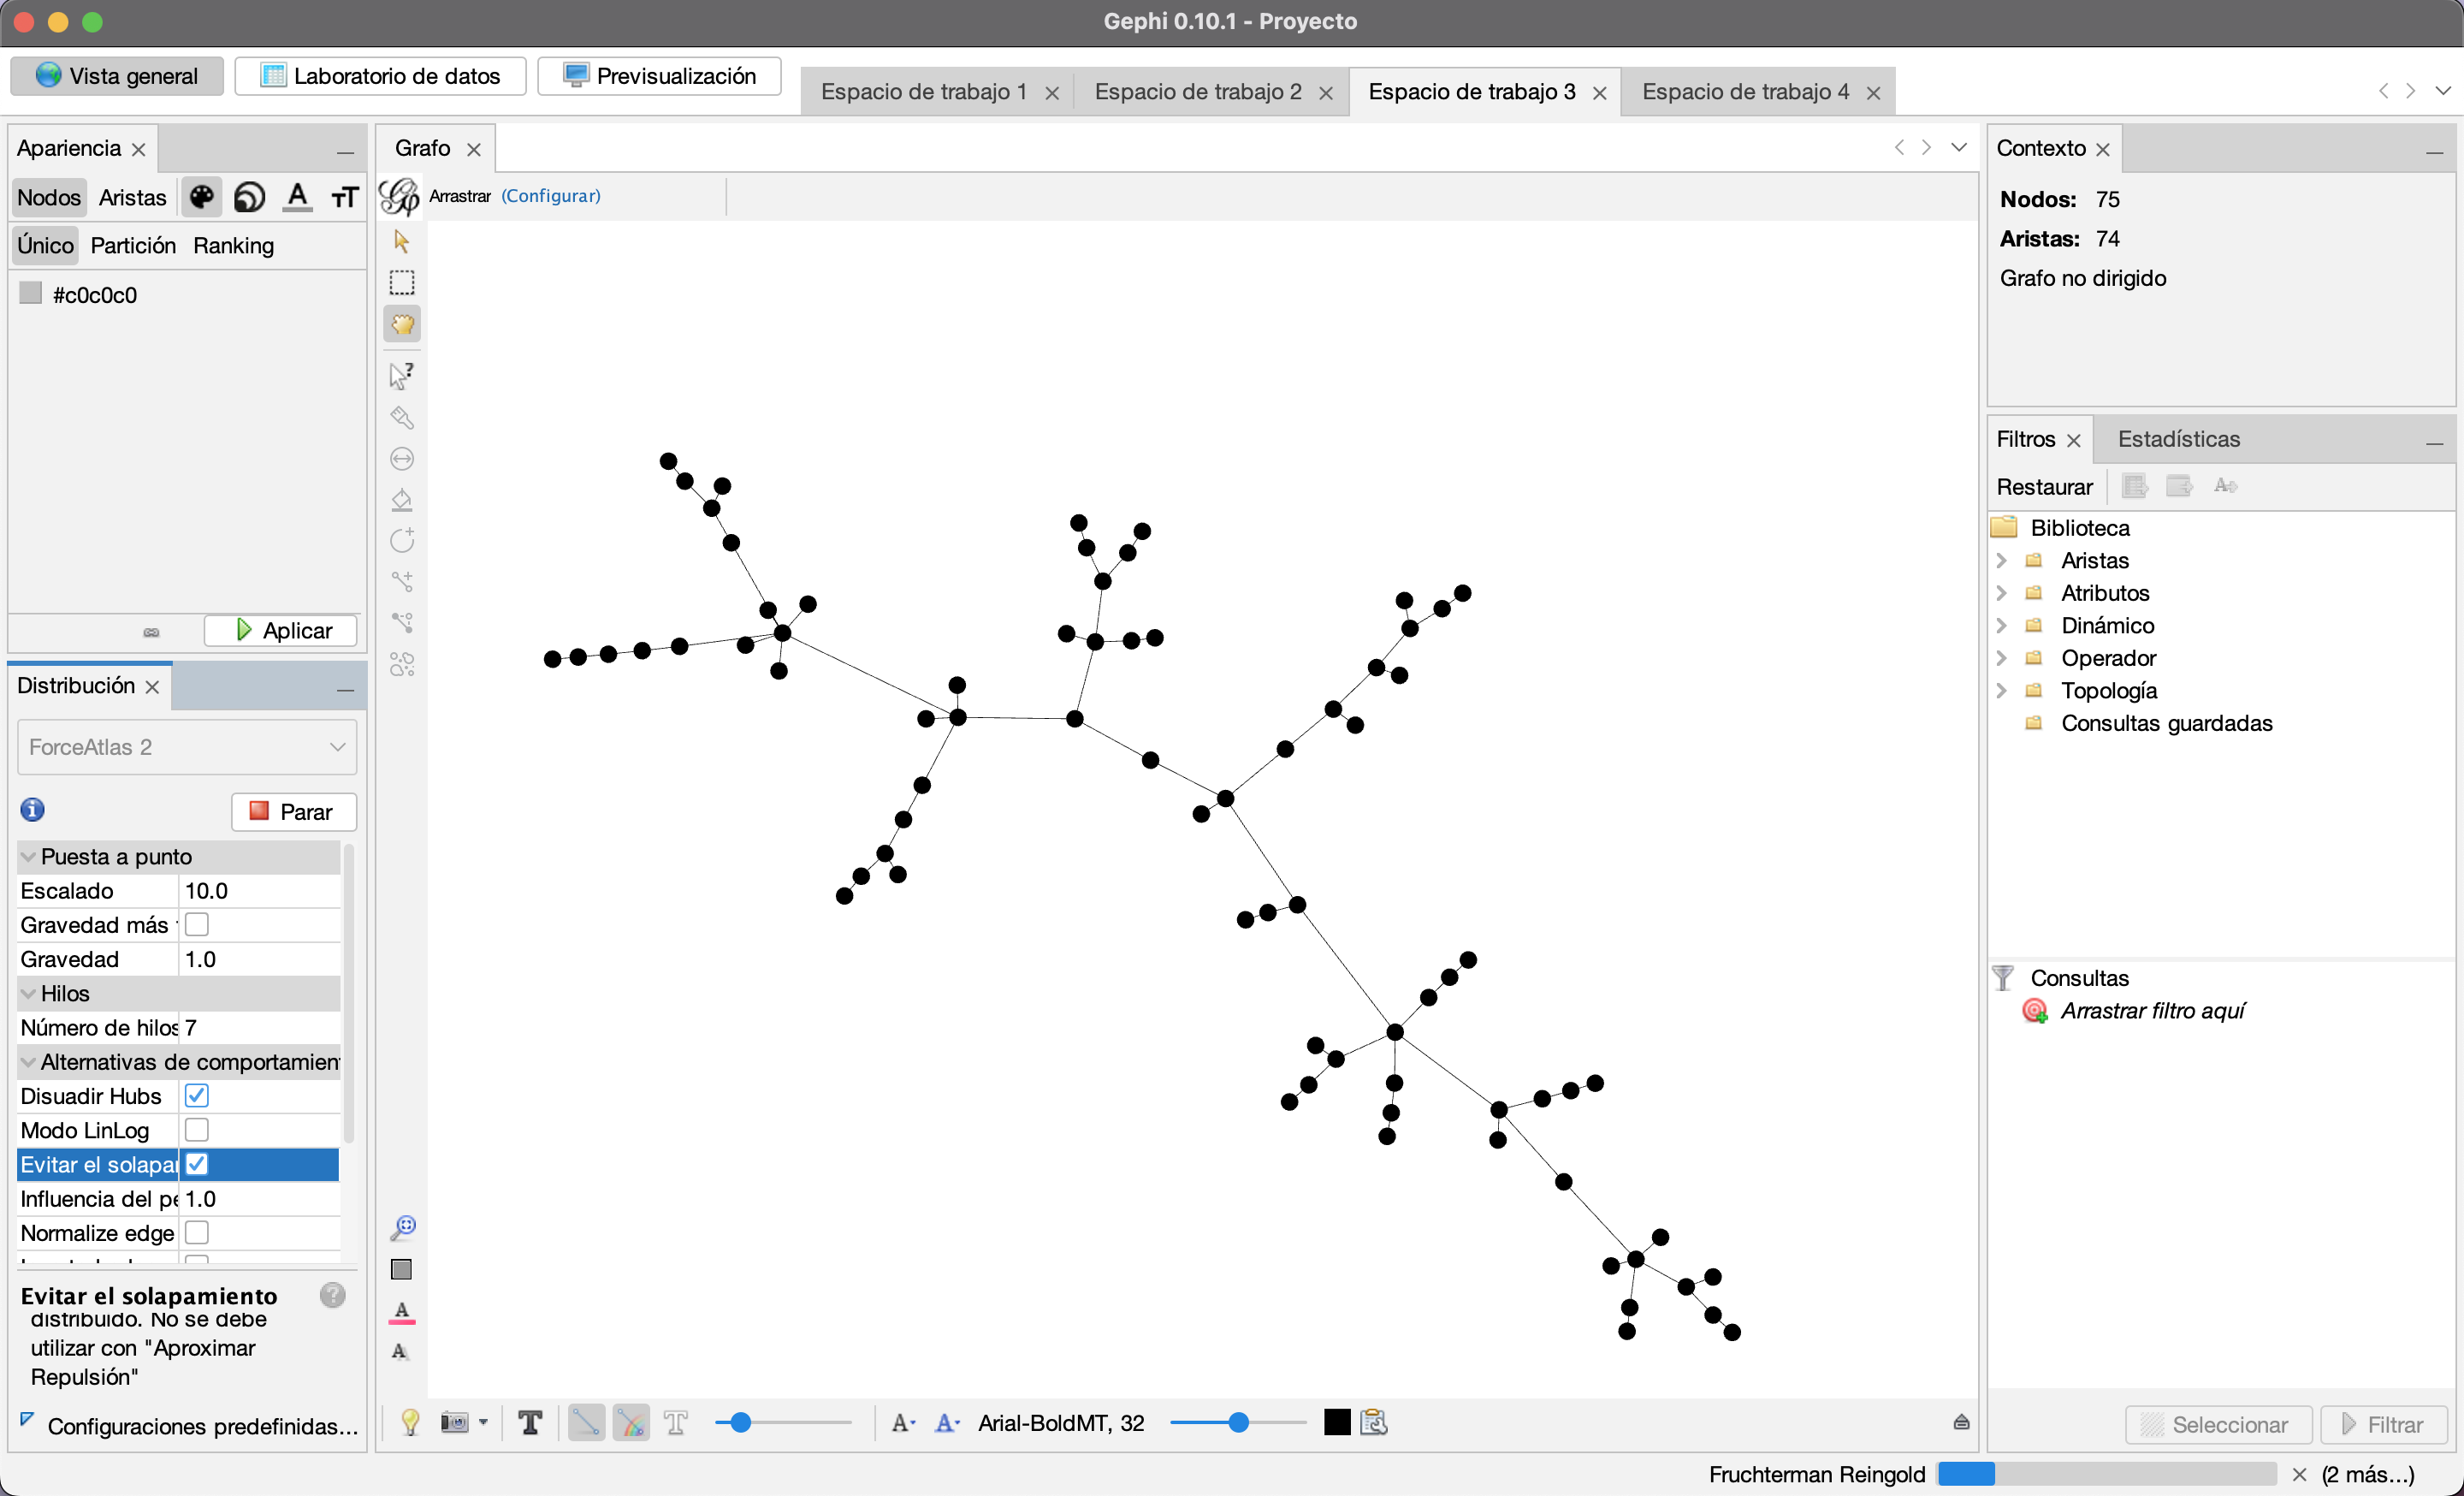 Gephi 0.10.1 - Proyecto
Vista general
Laboratorio de datos
Previsualización
Espacio de trabajo 1
Espacio de trabajo 2
Espacio de trabajo 3
Espacio de trabajo 4
Apariencia
Nodos
Aristas
Único
Partición
Ranking
#c0c0c0
Aplicar
Distribución
ForceAtlas 2
Parar
Puesta a punto
Escalado 10.0
Gravedad más
Gravedad 1.0
Hilos
Número de hilos 7
Alternativas de comportamien
Disuadir Hubs
Modo LinLog
Evitar el solapa
Influencia del pe 1.0
Normalize edge
Evitar el solapamiento
distribuido. No se debe
utilizar con "Aproximar
Repulsión"
Configuraciones predefinidas...
Grafo
Arrastrar (Configurar)
Arial-BoldMT, 32
Contexto
Nodos: 75
Aristas: 74
Grafo no dirigido
Filtros
Estadísticas
Restaurar
Biblioteca
Aristas
Atributos
Dinámico
Operador
Topología
Consultas guardadas
Consultas
Arrastrar filtro aquí
Seleccionar
Filtrar
Fruchterman Reingold
(2 más...)